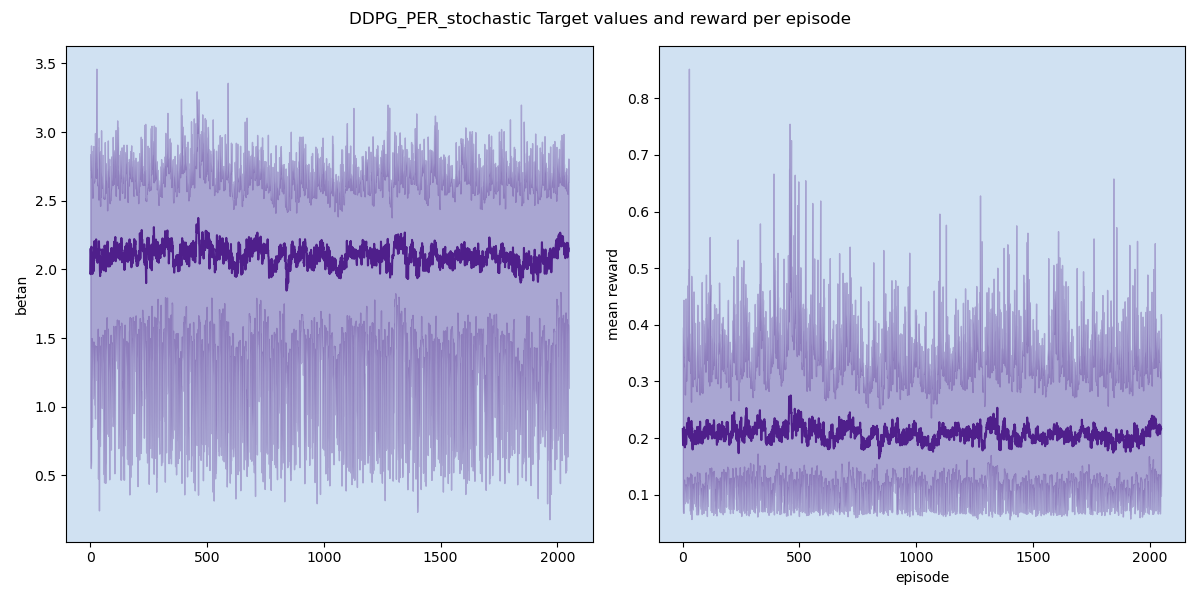 DDPG_PER_stochastic Target values and reward per episode
betan
3.5
3.0
2.5
2.0
1.5
1.0
0.5
0 500 1000 1500 2000
mean reward
0.8
0.7
0.6
0.5
0.4
0.3
0.2
0.1
0 500 1000 1500 2000
episode